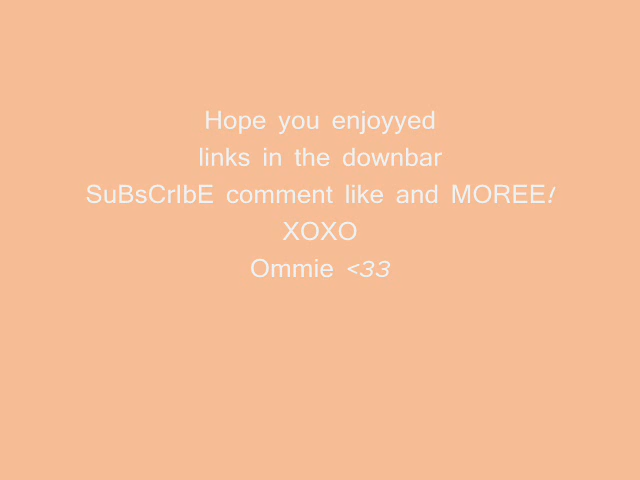 Hope you enjoyyed
links in the downbar
SuBsCrIbE comment like and MOREE!
XOXO
Ommie <33